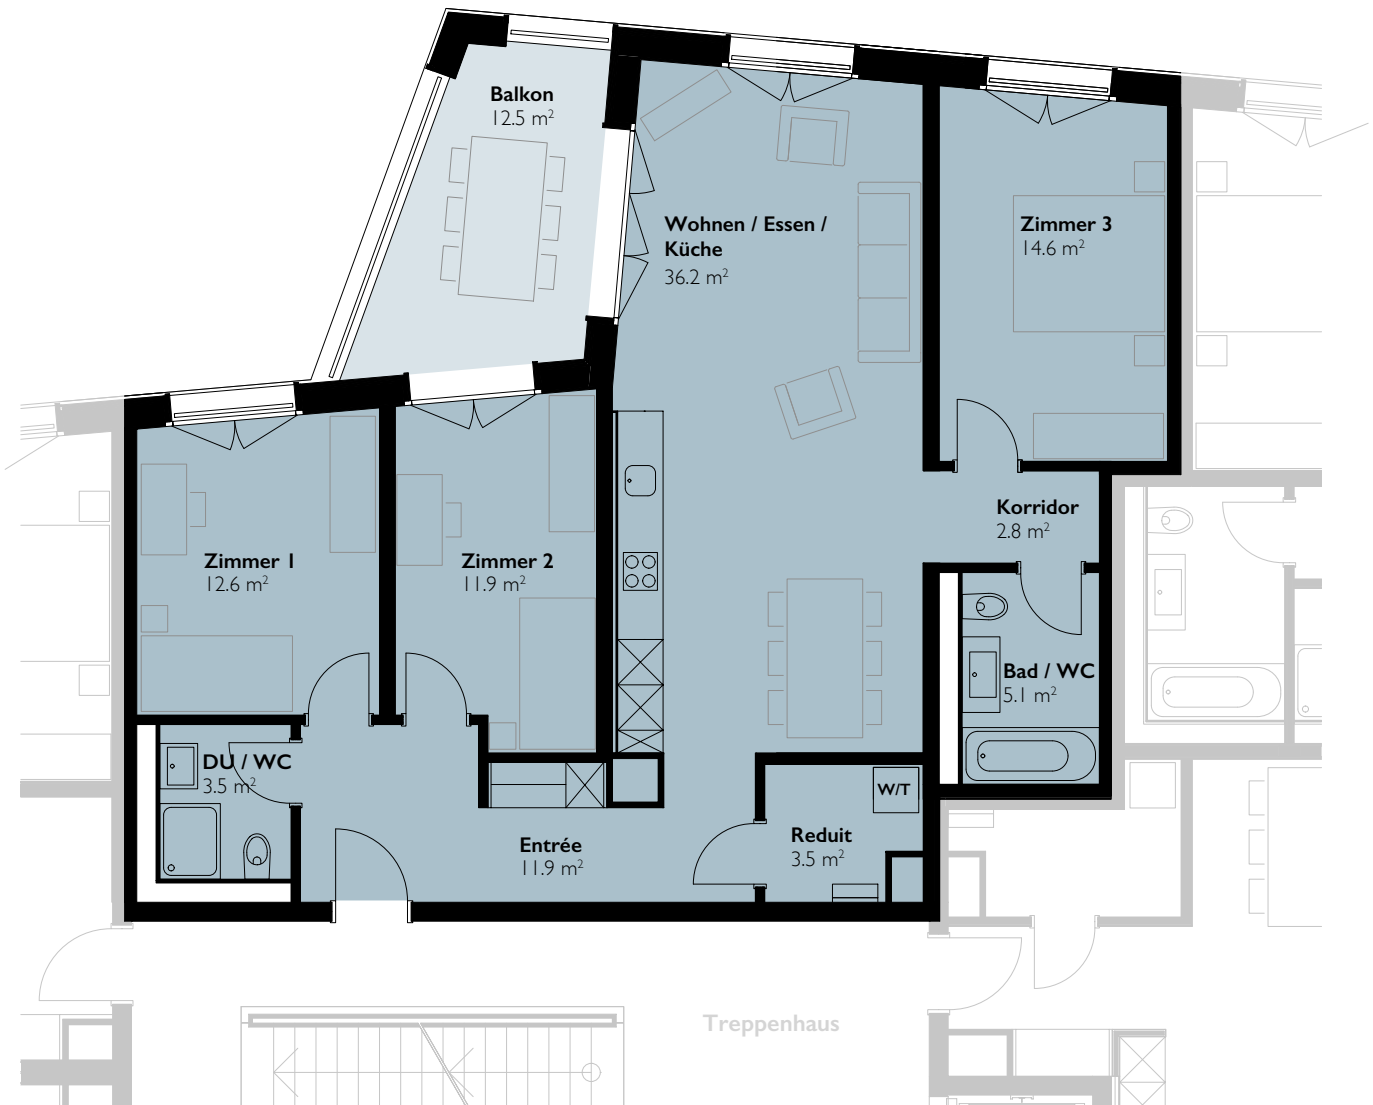 Balkon
12.5 m²
Wohnen / Essen /
Küche
36.2 m²
Zimmer 3
14.6 m²
Korridor
2.8 m²
Zimmer 1
12.6 m²
Zimmer 2
11.9 m²
Bad / WC
5.1 m²
DU / WC
3.5 m²
W/T
Reduit
3.5 m²
Entrée
11.9 m²
Treppenhaus